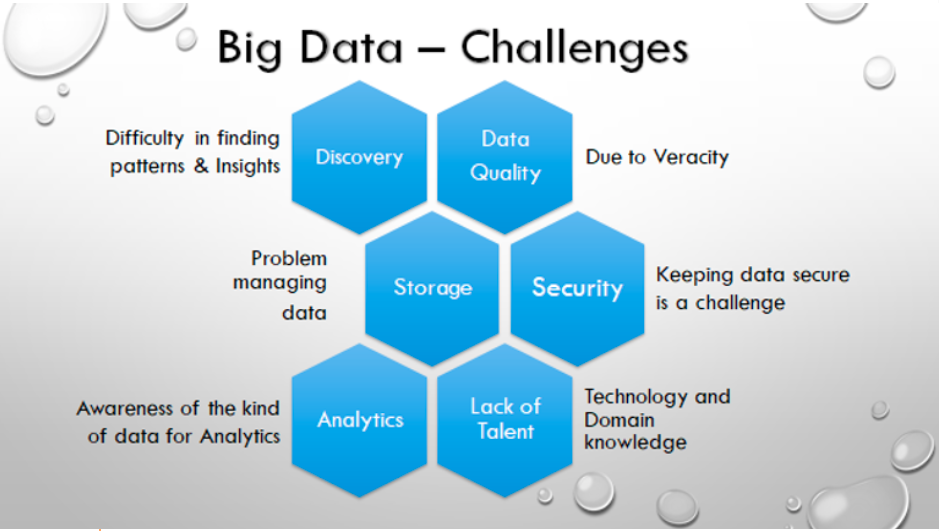 Big Data – Challenges
Difficulty in finding
patterns & Insights
Discovery
Data
Quality
Due to Veracity
Problem
managing
data
Storage
Security
Keeping data secure
is a challenge
Awareness of the kind
of data for Analytics
Analytics
Lack of
Talent
Technology and
Domain
knowledge